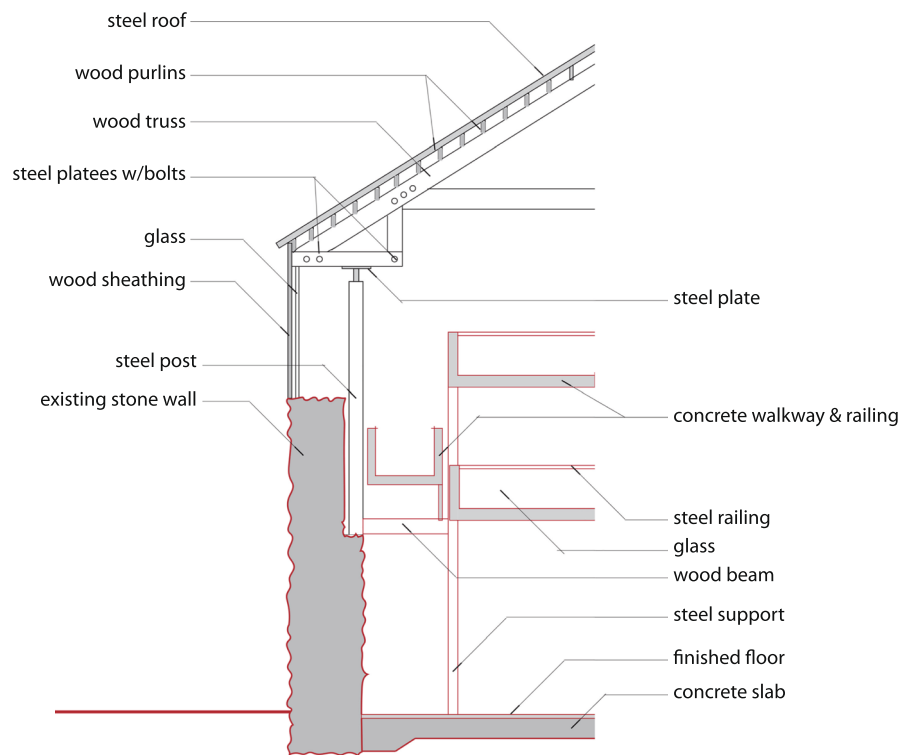 steel roof
wood purlins
wood truss
steel platees w/bolts
glass
wood sheathing
steel post
existing stone wall
steel plate
concrete walkway & railing
steel railing
glass
wood beam
steel support
finished floor
concrete slab